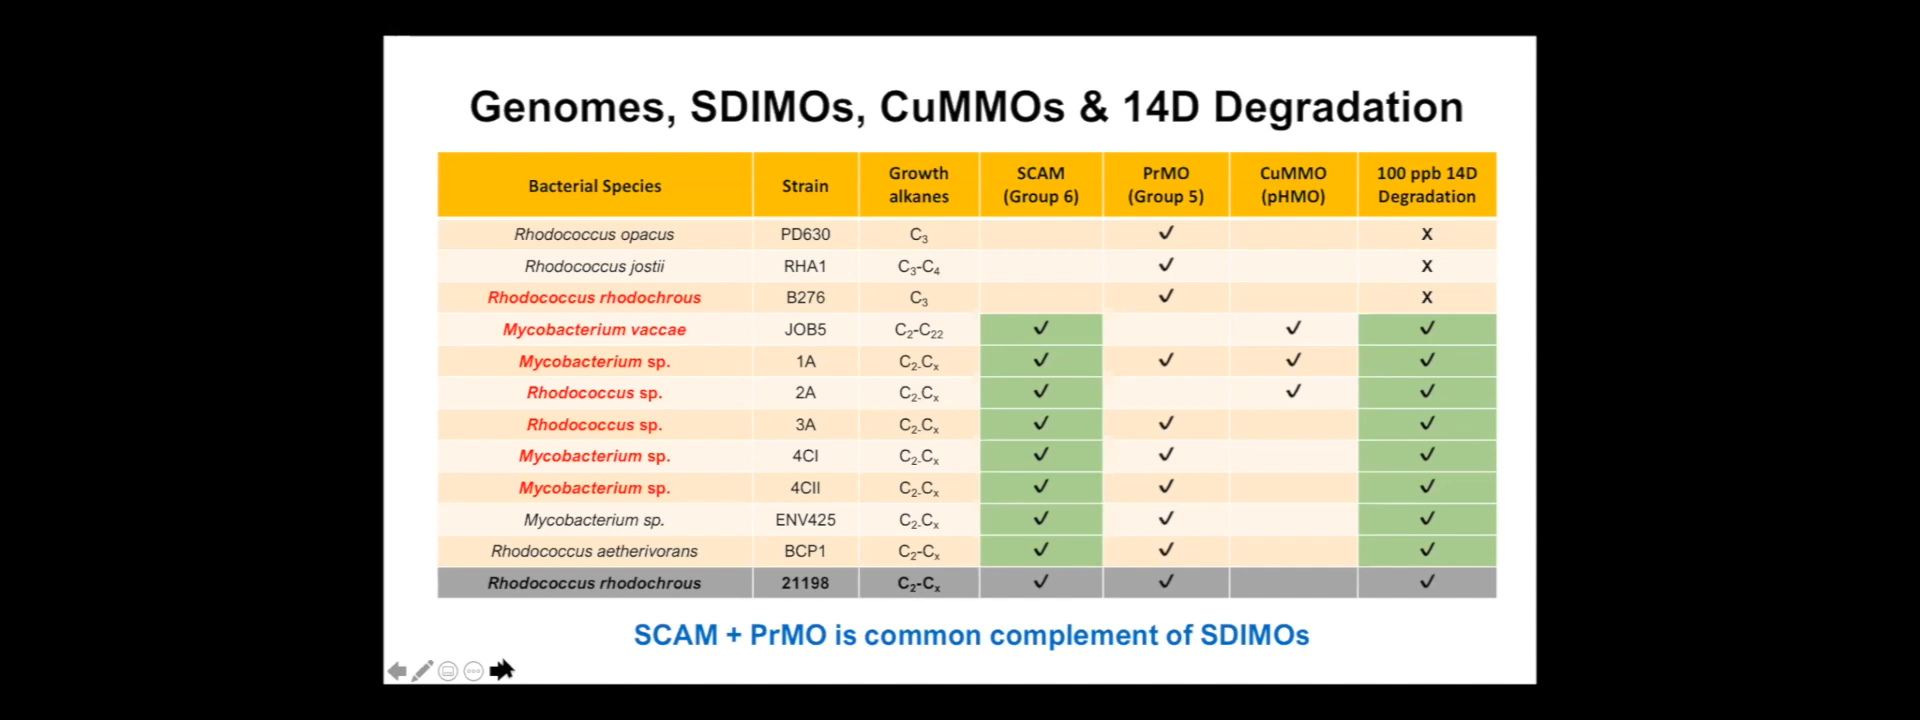 Genomes, SDIMOs, CuMMOs & 14D Degradation
Bacterial Species Strain Growth alkanes SCAM (Group 6) PrMO (Group 5) CuMMO (pHMO) 100 ppb 14D Degradation
Rhodococcus opacus PD630 C₃ ✓ X
Rhodococcus jostii RHA1 C₃-C₄ ✓ X
Rhodococcus rhodochrous B276 C₃ ✓ X
Mycobacterium vaccae JOB5 C₂-C₂₂ ✓ ✓ ✓
Mycobacterium sp. 1A C₂-Cₓ ✓ ✓ ✓ ✓
Rhodococcus sp. 2A C₂-Cₓ ✓ ✓ ✓
Rhodococcus sp. 3A C₂-Cₓ ✓ ✓ ✓
Mycobacterium sp. 4CI C₂-Cₓ ✓ ✓ ✓
Mycobacterium sp. 4CII C₂-Cₓ ✓ ✓ ✓
Mycobacterium sp. ENV425 C₂-Cₓ ✓ ✓ ✓
Rhodococcus aetherivorans BCP1 C₂-Cₓ ✓ ✓ ✓
Rhodococcus rhodochrous 21198 C₂-Cₓ ✓ ✓ ✓
SCAM + PrMO is common complement of SDIMOs